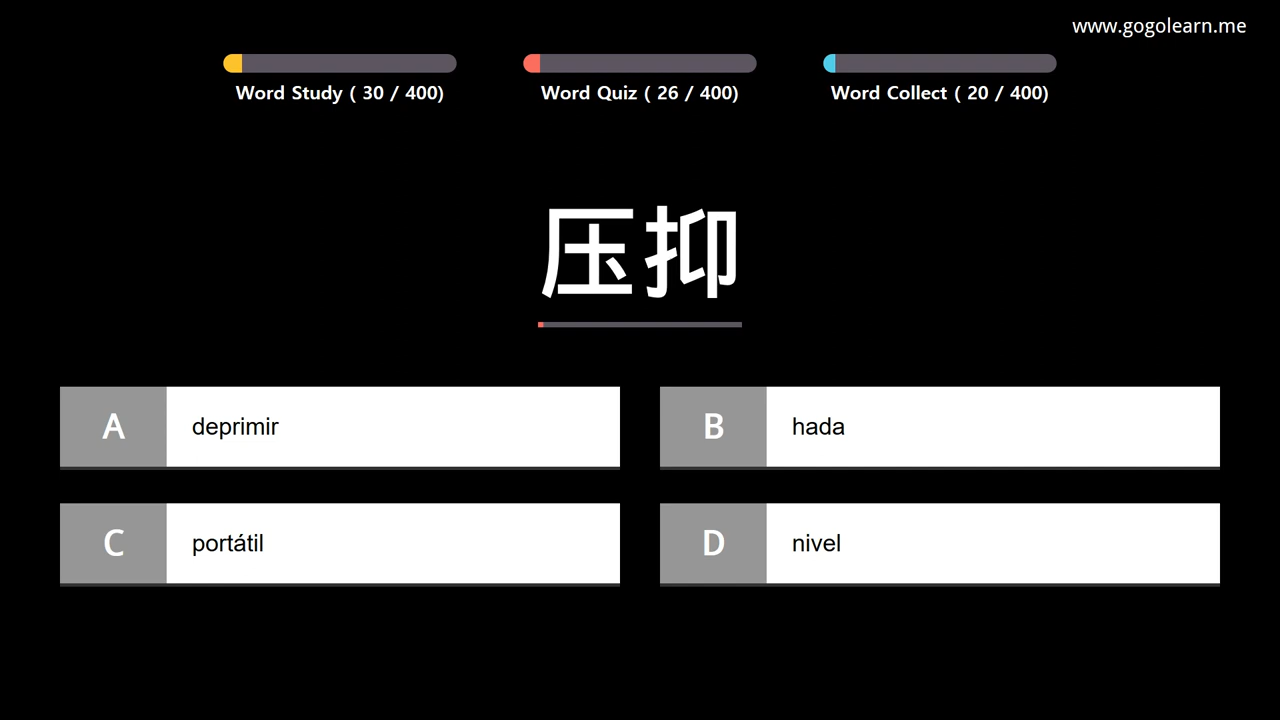 www.gogolearn.me
Word Study ( 30 / 400)
Word Quiz ( 26 / 400)
Word Collect ( 20 / 400)
压抑
A deprimir
B hada
C portátil
D nivel